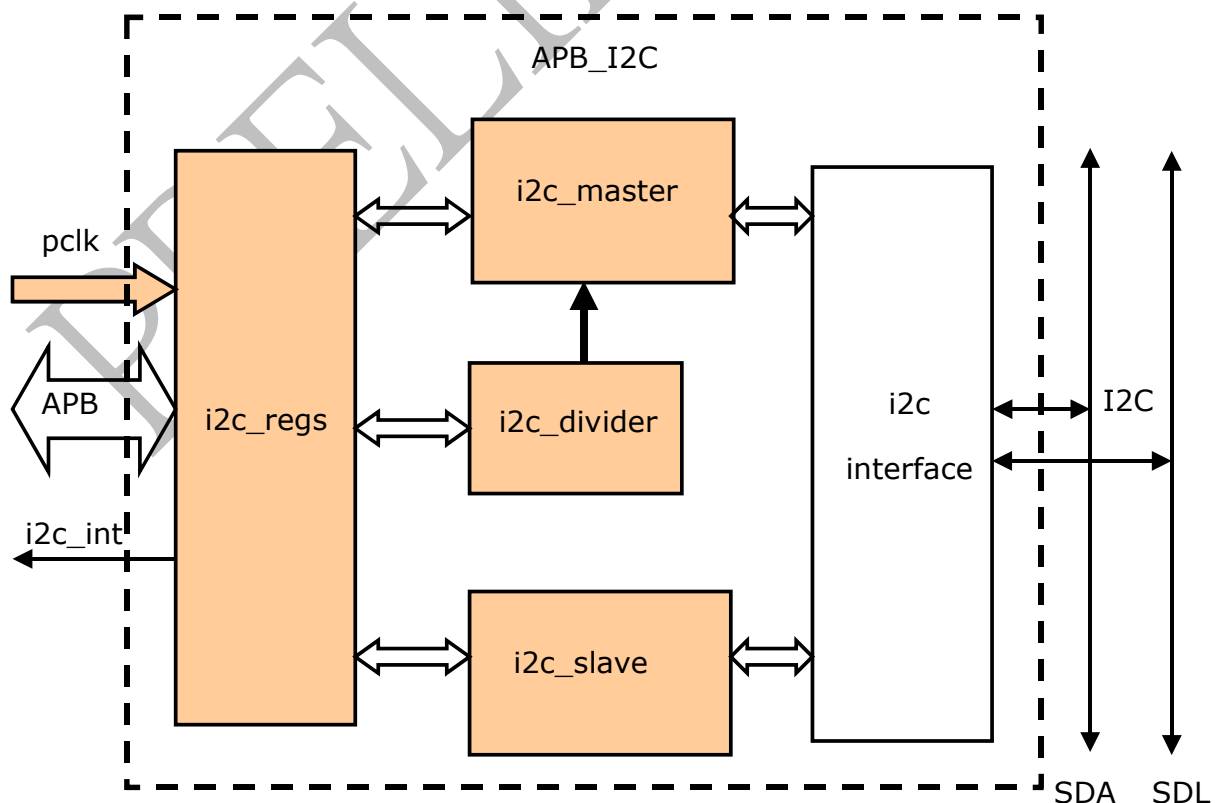 APB_I2C
i2c_master
pclk
APB
i2c_regs
i2c_divider
i2c
interface
I2C
i2c_int
i2c_slave
SDA
SDL